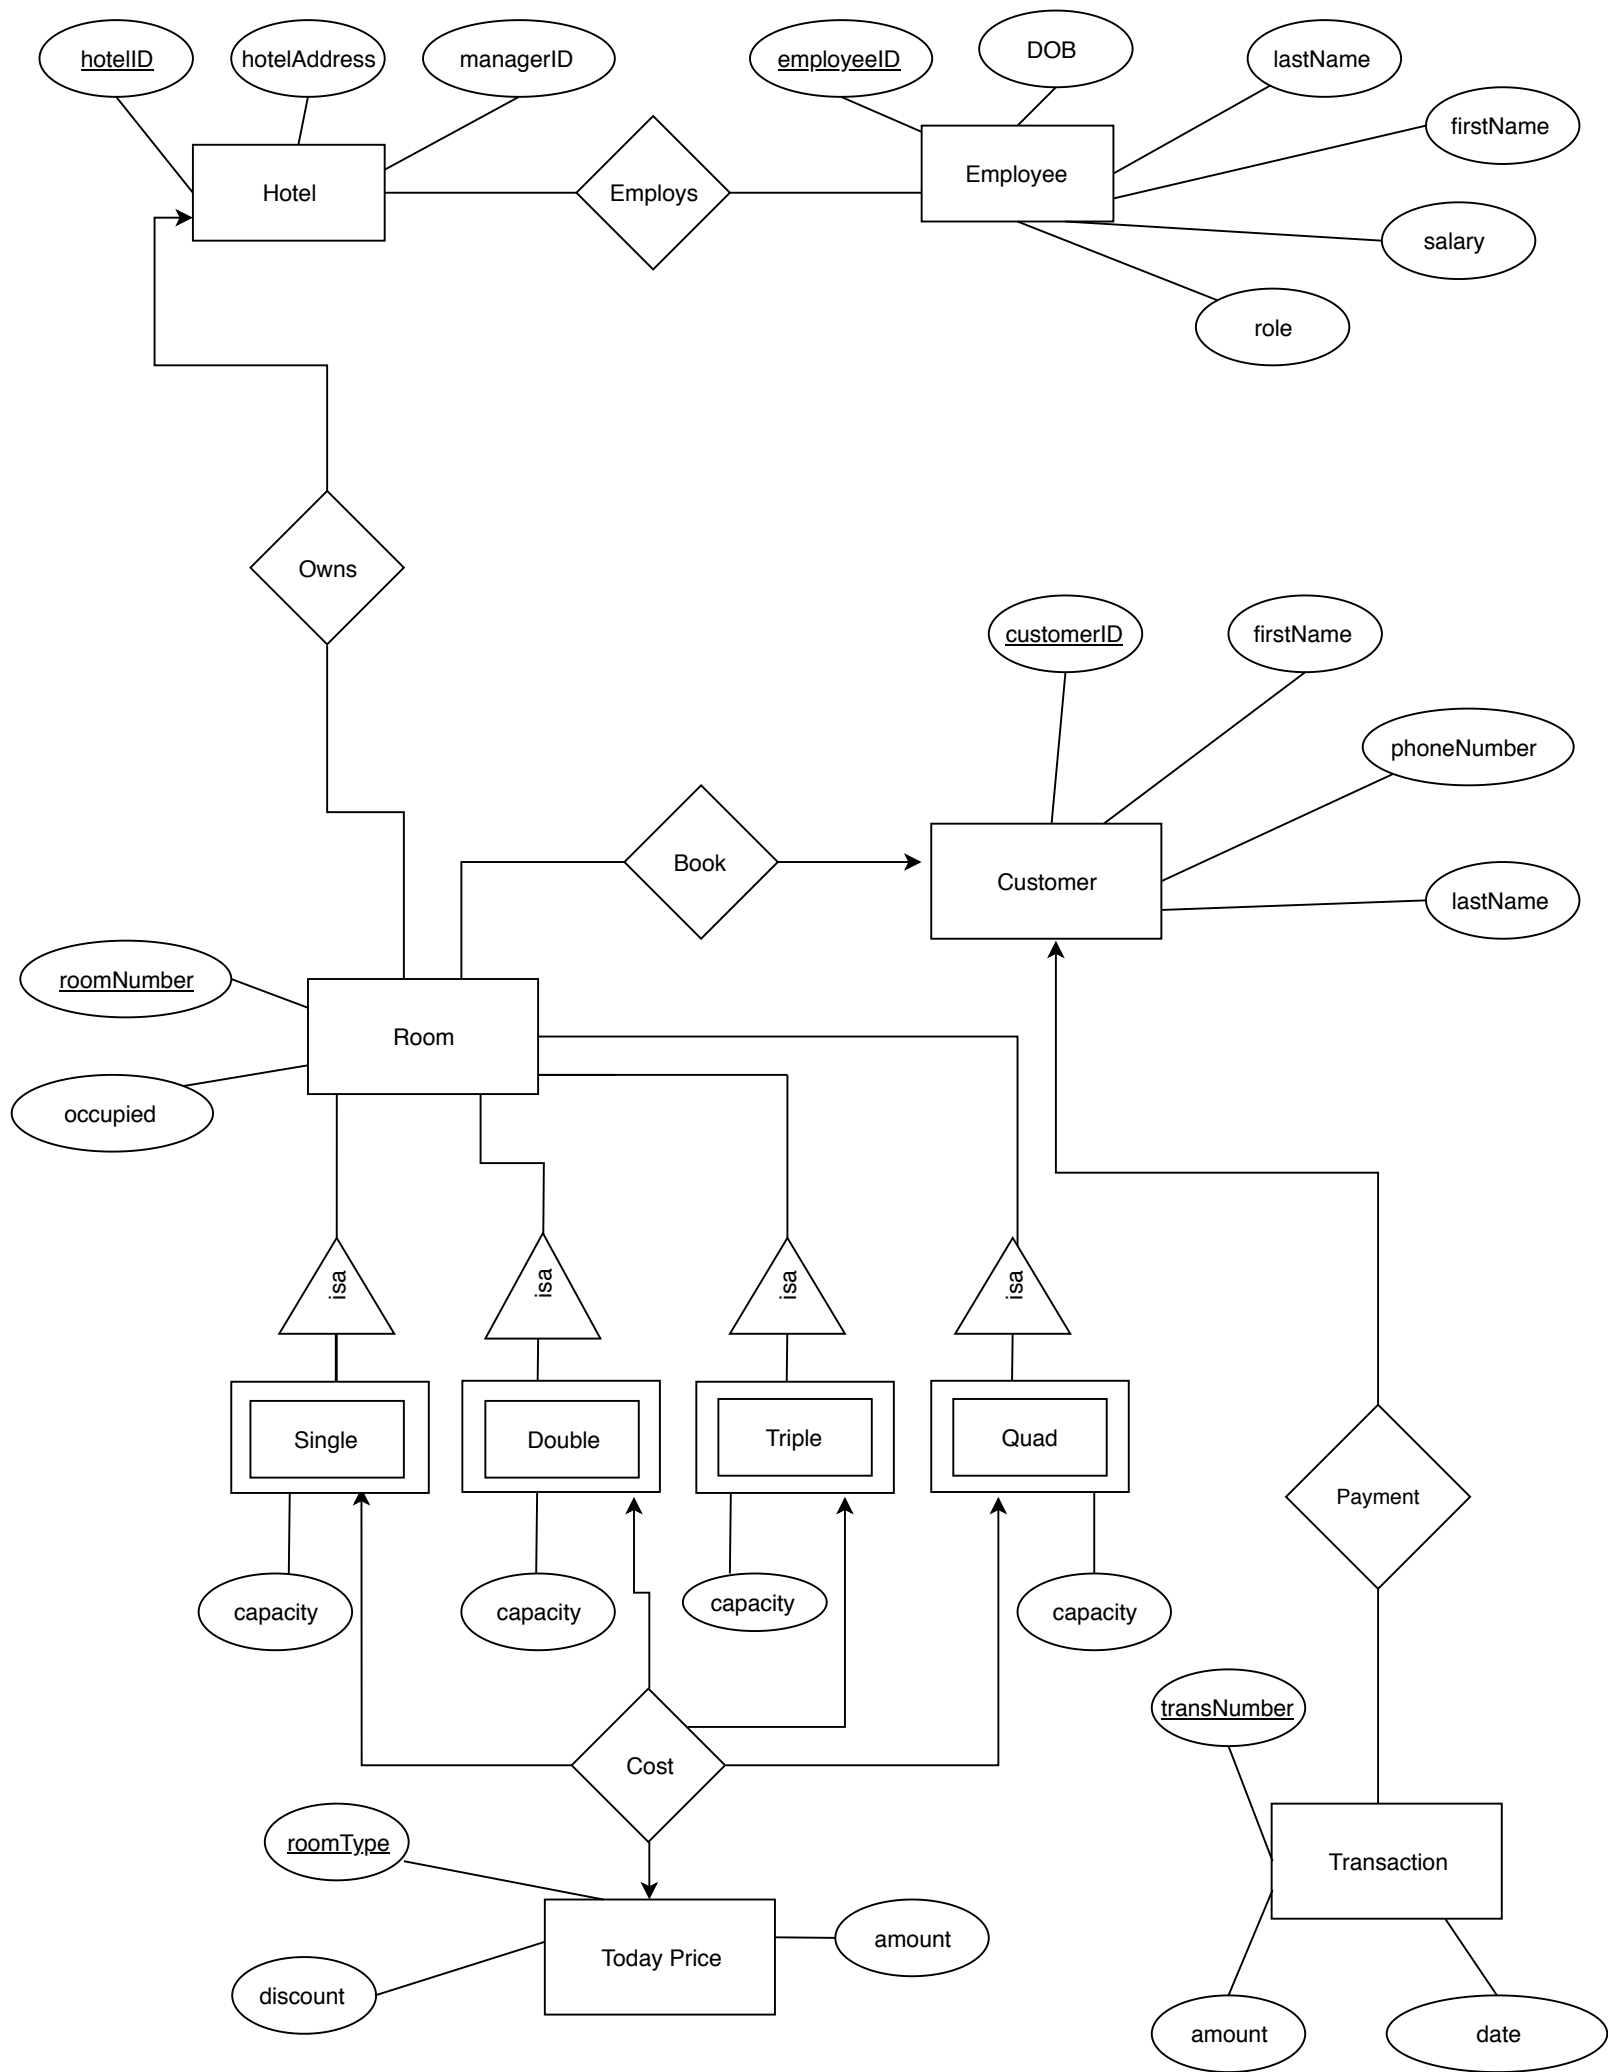 hotelID
hotelAddress
managerID
employeeID
DOB
lastName
firstName
Hotel
Employs
Employee
salary
role
Owns
customerID
firstName
phoneNumber
Book
Customer
lastName
roomNumber
Room
occupied
isa
isa
isa
isa
Single
Double
Triple
Quad
Payment
capacity
capacity
capacity
capacity
transNumber
Cost
roomType
Transaction
Today Price
amount
discount
amount
date